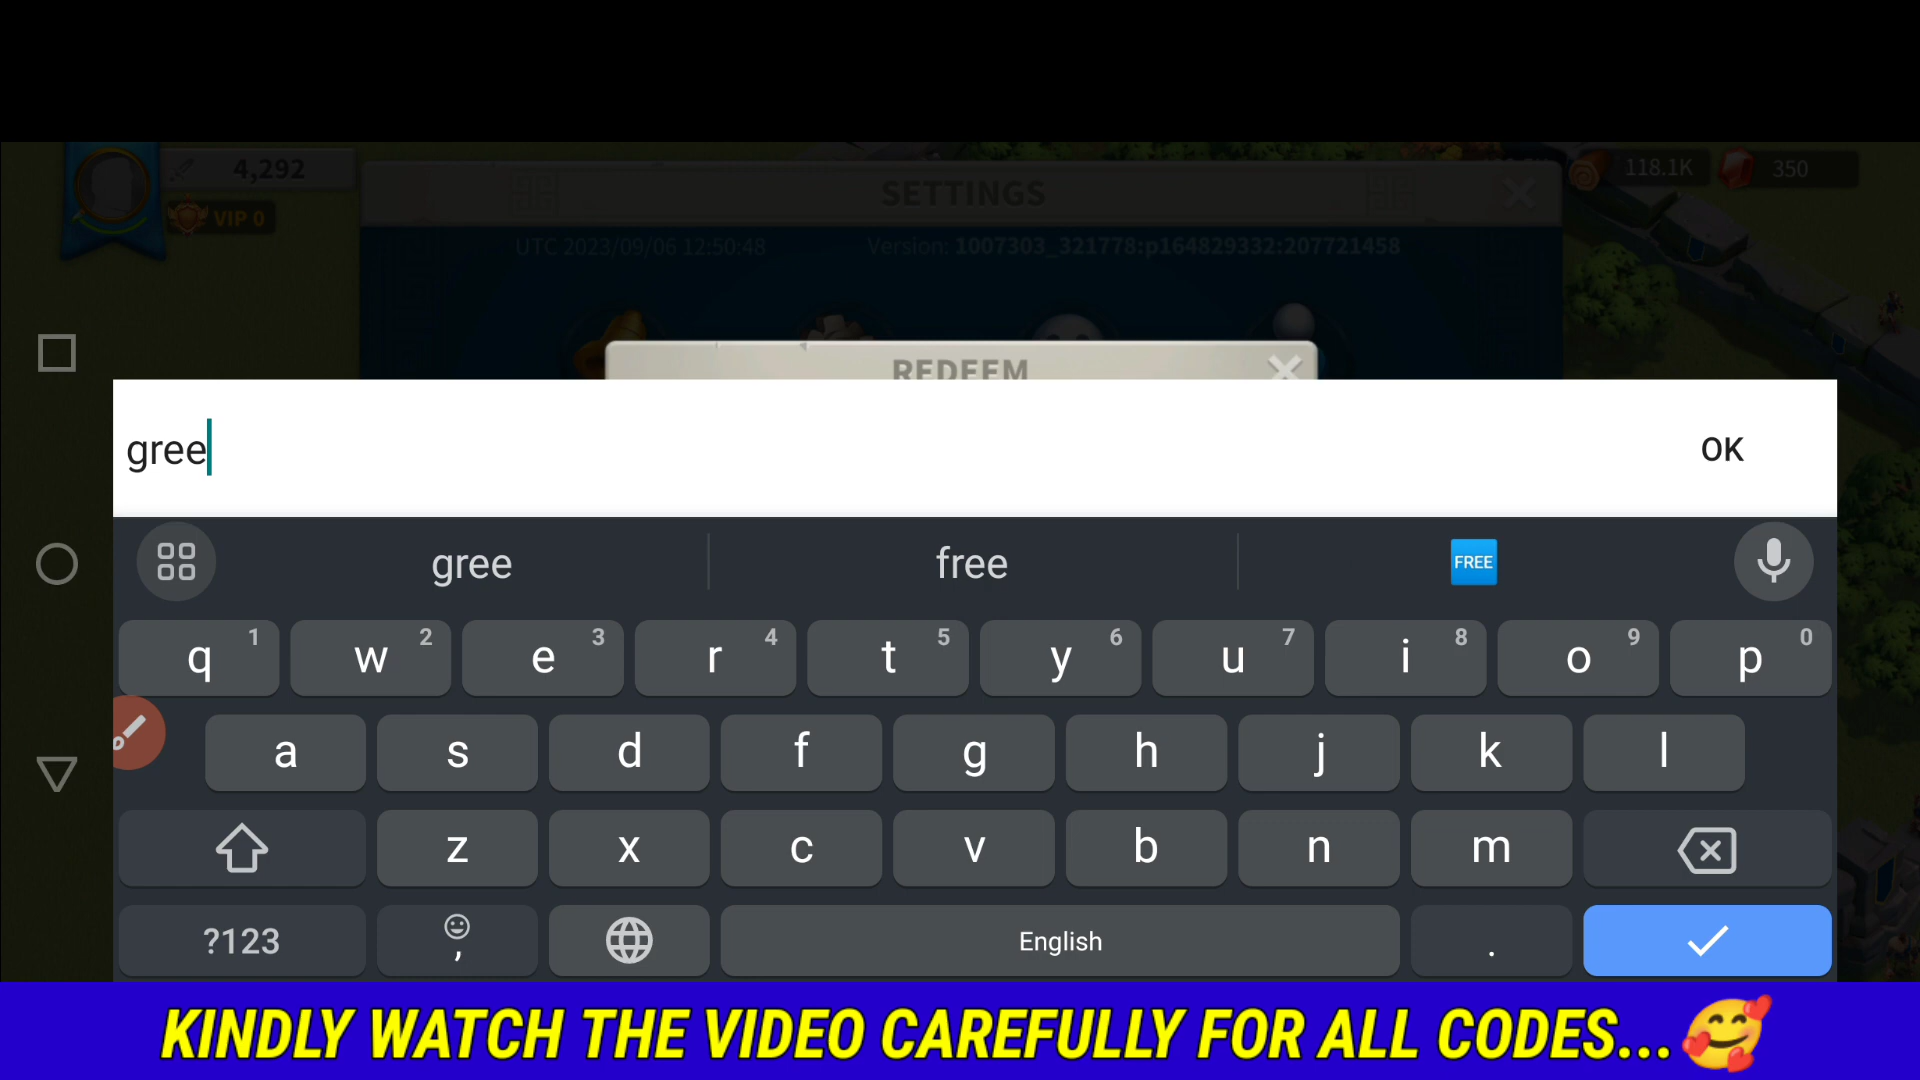 4,292
VIP 0
118.1K
350
SETTINGS
UTC 2023/09/06 12:50:48
Version: 1007303_321778:p164829332:207721458
REDEEM
gree
OK
gree
free
FREE
q 1 w 2 e 3 r 4 t 5 y 6 u 7 i 8 o 9 p 0
a s d f g h j k l
z x c v b n m
?123 , English .
KINDLY WATCH THE VIDEO CAREFULLY FOR ALL CODES...